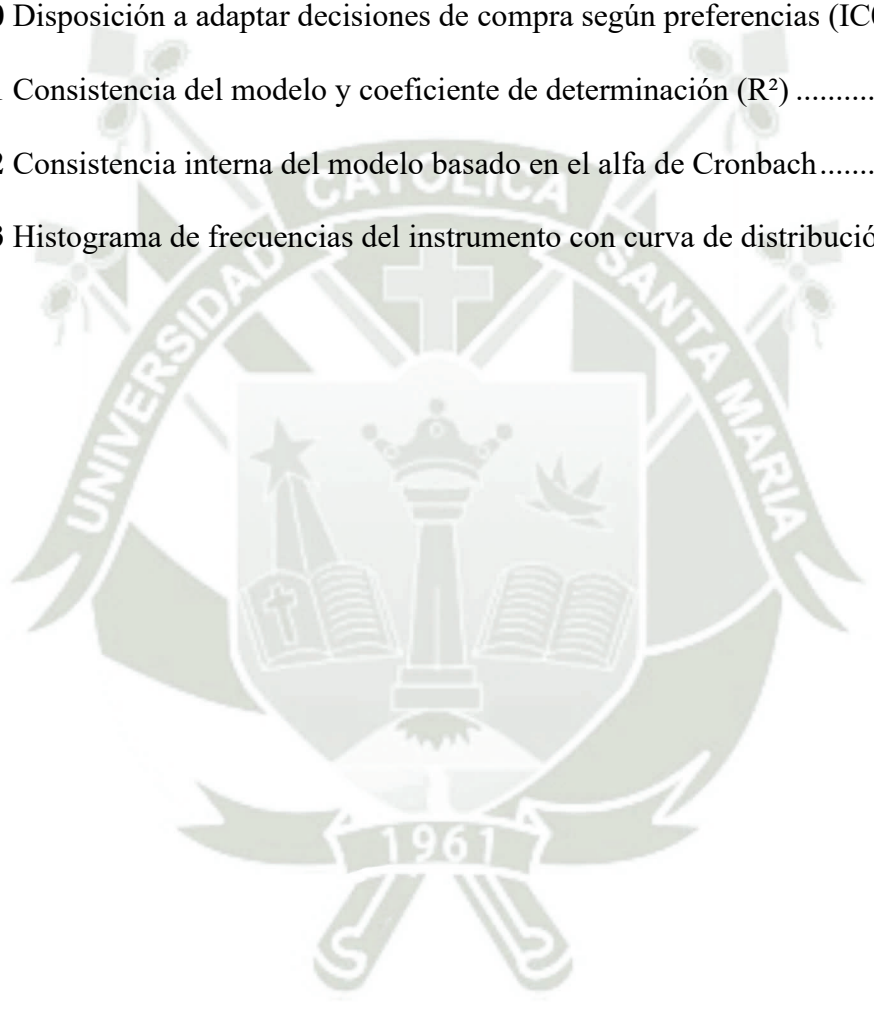 0 Disposición a adaptar decisiones de compra según preferencias (IC
1 Consistencia del modelo y coeficiente de determinación (R²) ..........
2 Consistencia interna del modelo basado en el alfa de Cronbach.......
3 Histograma de frecuencias del instrumento con curva de distribució
UNIVERSIDAD CATOLICA SANTA MARIA
1961